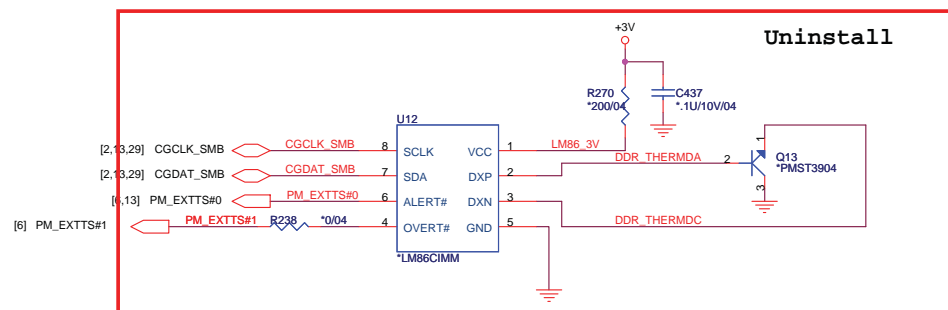 Uninstall
+3V
R270
*200/04
C437
*.1U/10V/04
U12
[2,13,29] CGCLK_SMB CGCLK_SMB 8 SCLK VCC 1 LM86_3V
[2,13,29] CGDAT_SMB CGDAT_SMB 7 SDA DXP 2 DDR_THERMDA 2
1
Q13
*PMST3904
3
[6,13] PM_EXTTS#0 PM_EXTTS#0 6 ALERT# DXN 3 DDR_THERMDC
[6] PM_EXTTS#1 PM_EXTTS#1 R238 *0/04 4 OVERT# GND 5
*LM86CIMM